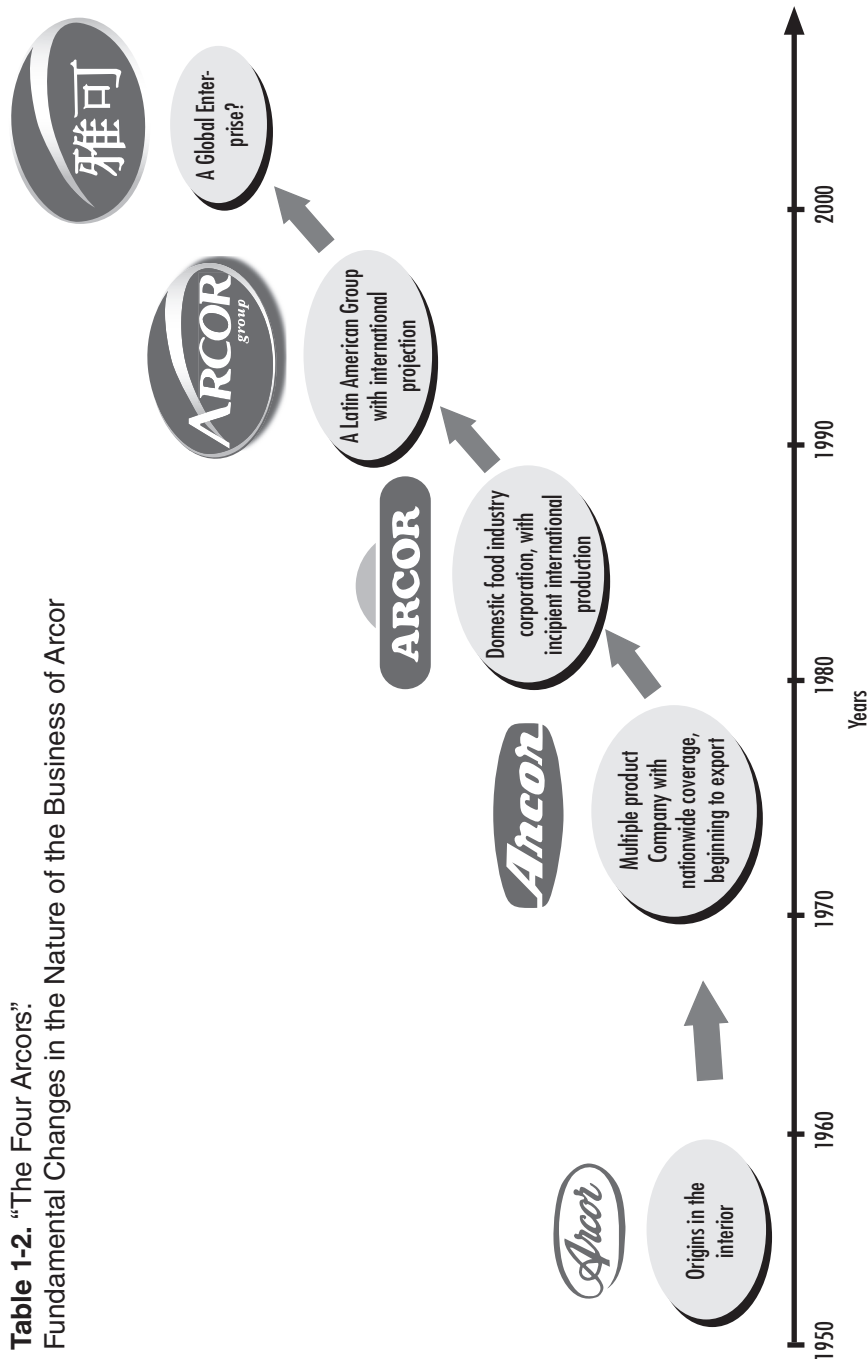 Table 1-2. “The Four Arcors”.
Fundamental Changes in the Nature of the Business of Arcor
Arcor
Origins in the
interior
Arcor
Multiple product
Company with
nationwide coverage,
beginning to export
ARCOR
Domestic food industry
corporation, with
incipient international
production
ARCOR
group
A Latin American Group
with international
projection
雅可
A Global Enter-
prise?
1950
1960
1970
1980
1990
2000
Years